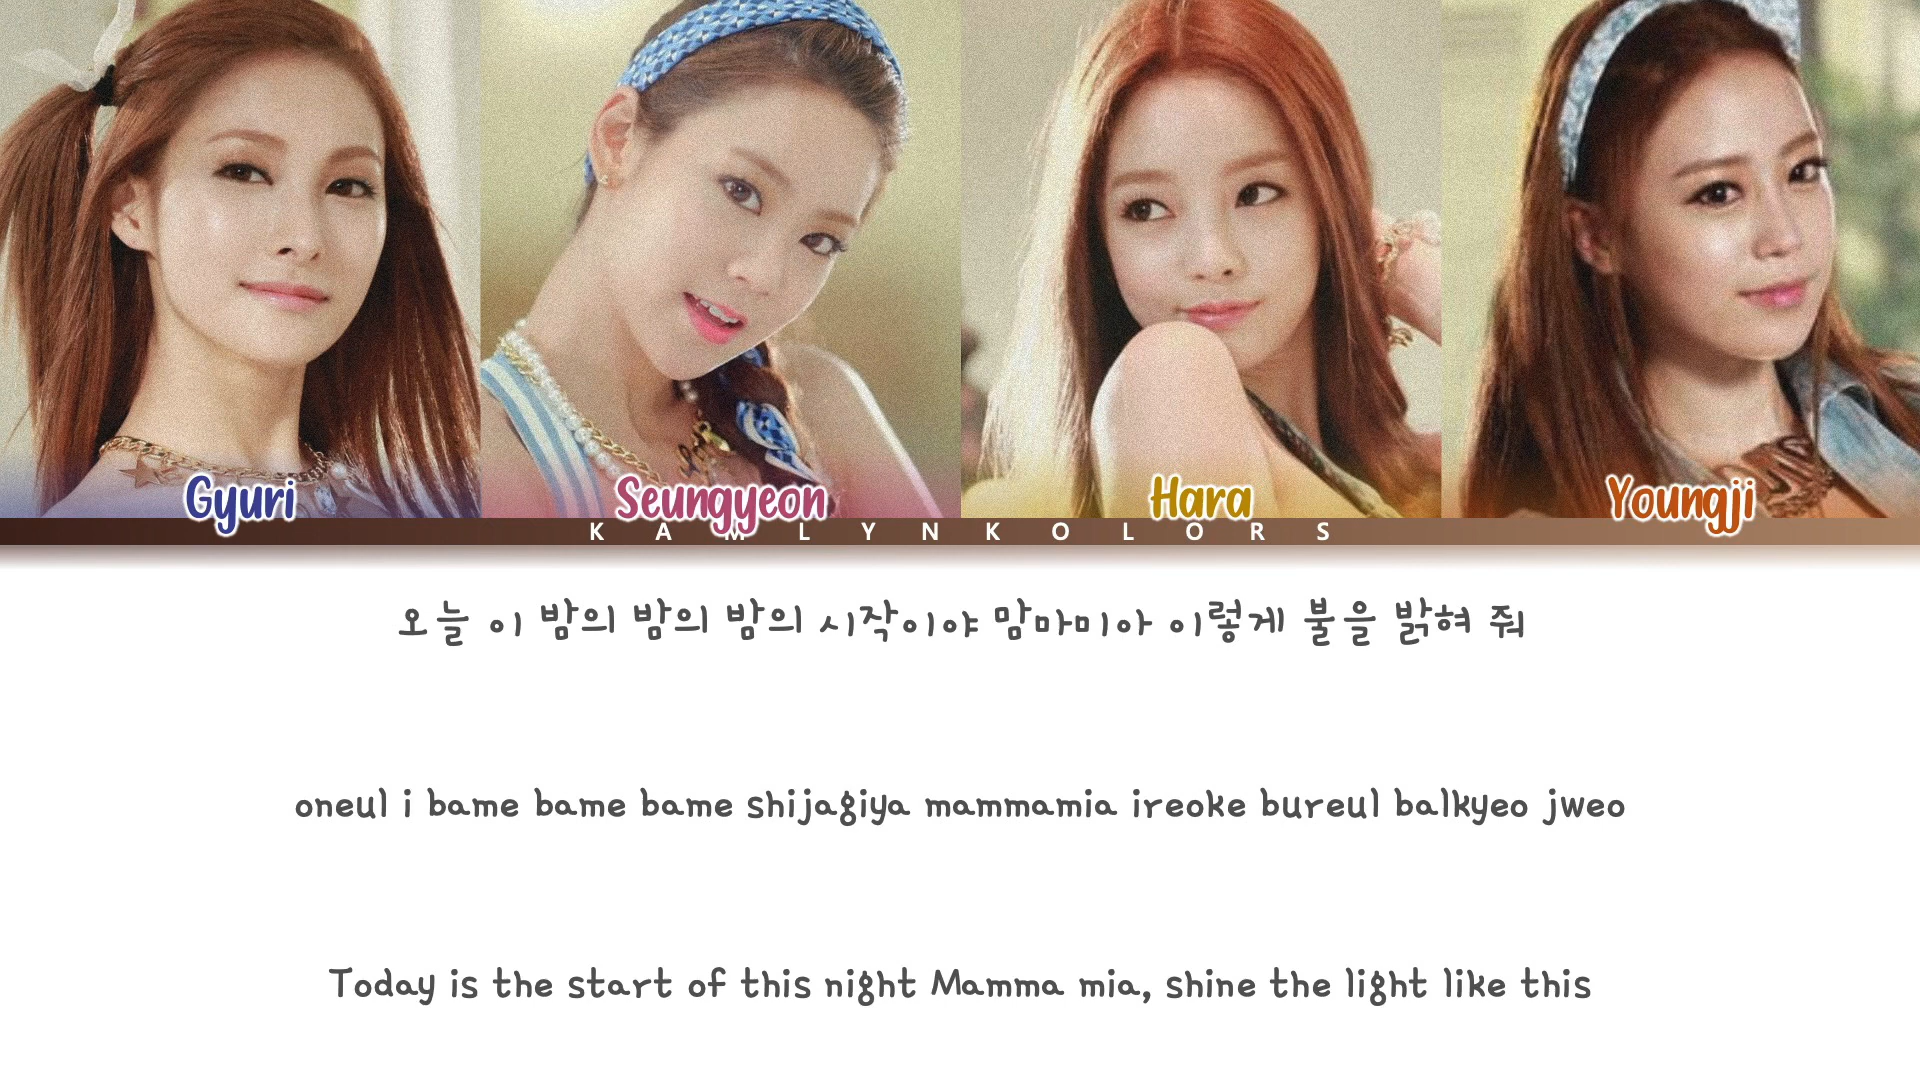 Gyuri
Seungyeon
Hara
Youngji
KAMLYNKOLORS
오늘 이 밤의 밤의 밤의 시작이야 맘마미아 이렇게 불을 밝혀 줘
oneul i bame bame bame shijagiya mammamia ireoke bureul balkyeo jweo
Today is the start of this night Mamma mia, shine the light like this